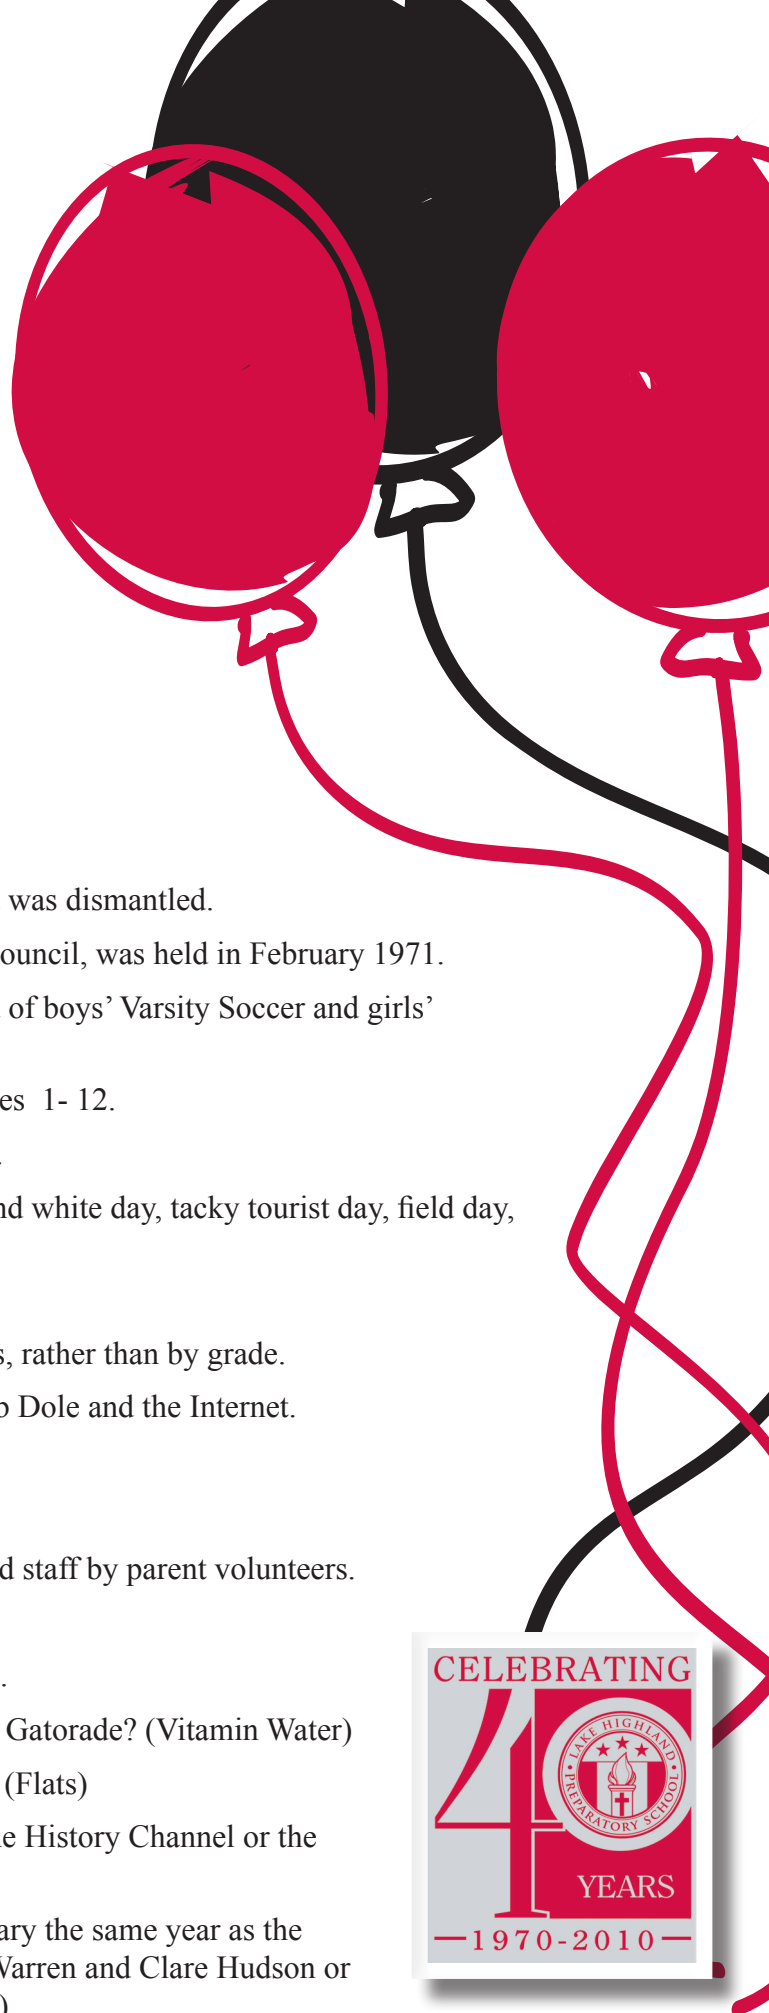 was dismantled.
ouncil, was held in February 1971.
of boys’ Varsity Soccer and girls’
es 1- 12.
.
nd white day, tacky tourist day, field day,
s, rather than by grade.
o Dole and the Internet.
d staff by parent volunteers.
.
Gatorade? (Vitamin Water)
(Flats)
e History Channel or the
ary the same year as the
Warren and Clare Hudson or
)
CELEBRATING
40
LAKE HIGHLAND
PREPARATORY SCHOOL
YEARS
1970-2010